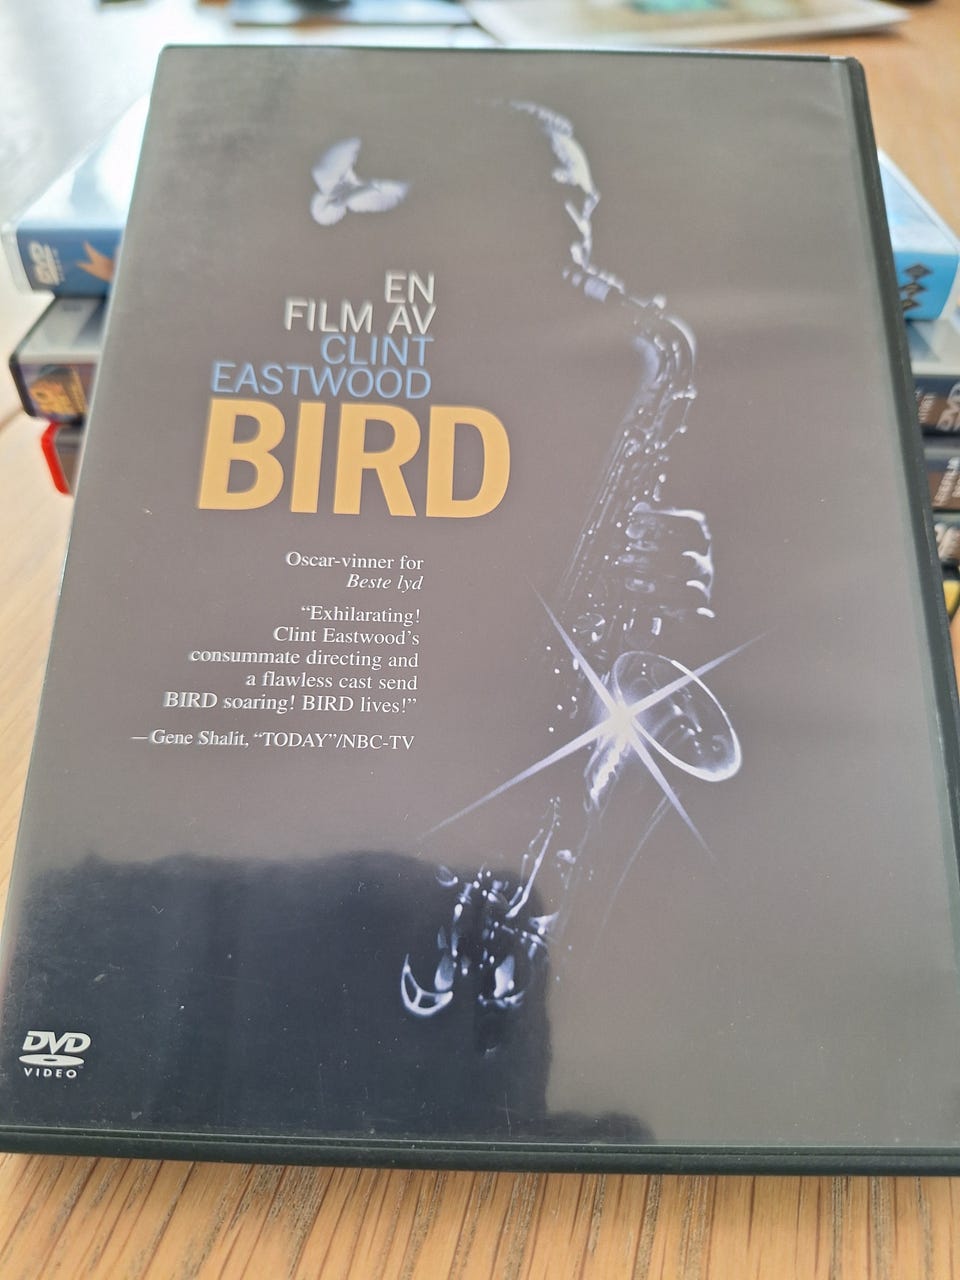 EN
FILM AV
CLINT
EASTWOOD
BIRD
Oscar-vinner for
Beste lyd
“Exhilarating!
Clint Eastwood’s
consummate directing and
a flawless cast send
BIRD soaring! BIRD lives!”
—Gene Shalit, “TODAY”/NBC-TV
DVD
VIDEO